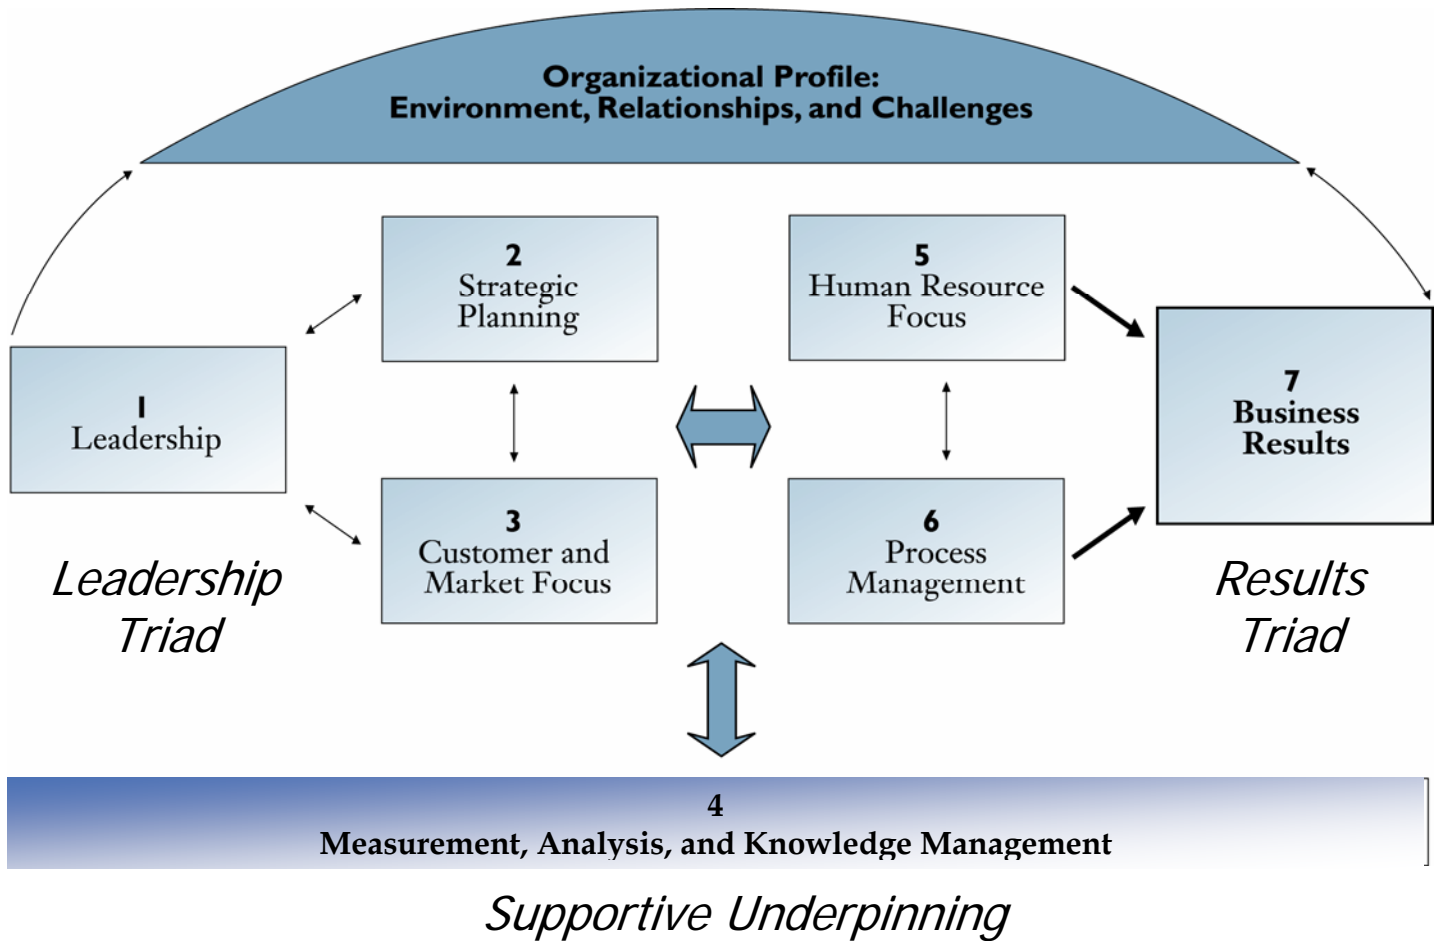 Organizational Profile:
Environment, Relationships, and Challenges
2
Strategic
Planning
5
Human Resource
Focus
1
Leadership
7
Business
Results
3
Customer and
Market Focus
6
Process
Management
Leadership
Triad
Results
Triad
4
Measurement, Analysis, and Knowledge Management
Supportive Underpinning